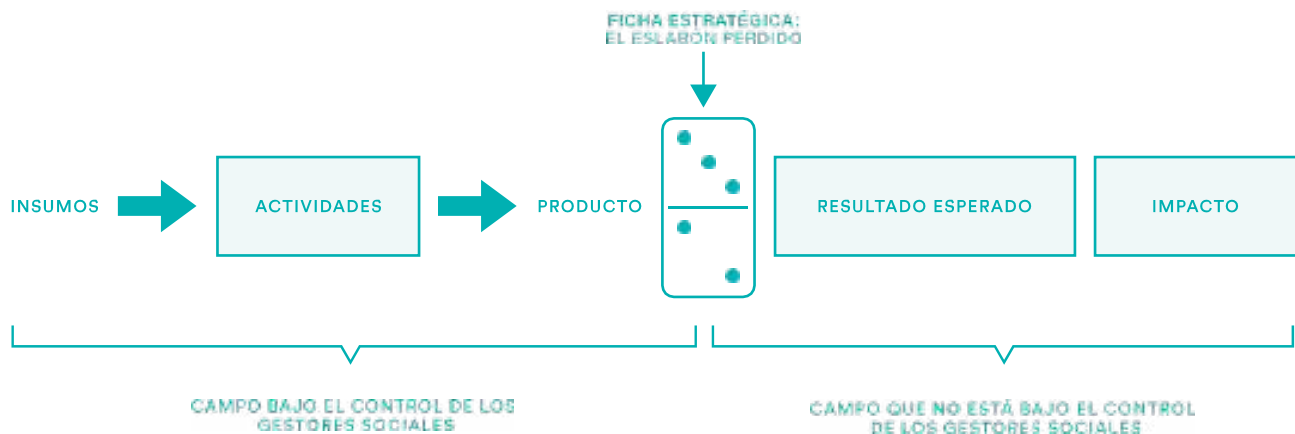 FICHA ESTRATÉGICA:
EL ESLABÓN PERDIDO
INSUMOS
ACTIVIDADES
PRODUCTO
RESULTADO ESPERADO
IMPACTO
CAMPO BAJO EL CONTROL DE LOS
GESTORES SOCIALES
CAMPO QUE NO ESTÁ BAJO EL CONTROL
DE LOS GESTORES SOCIALES